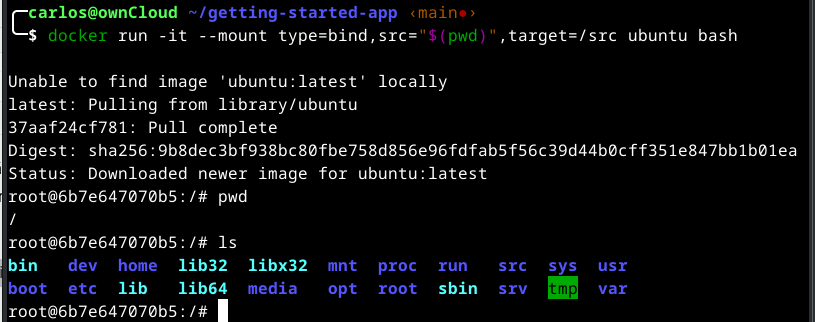 carlos@ownCloud ~/getting-started-app ‹main●›
$ docker run -it --mount type=bind,src="$(pwd)",target=/src ubuntu bash
Unable to find image 'ubuntu:latest' locally
latest: Pulling from library/ubuntu
37aaf24cf781: Pull complete
Digest: sha256:9b8dec3bf938bc80fbe758d856e96fdfab5f56c39d44b0cff351e847bb1b01ea
Status: Downloaded newer image for ubuntu:latest
root@6b7e647070b5:/# pwd
/
root@6b7e647070b5:/# ls
bin dev home lib32 libx32 mnt proc run src sys usr
boot etc lib lib64 media opt root sbin srv tmp var
root@6b7e647070b5:/#